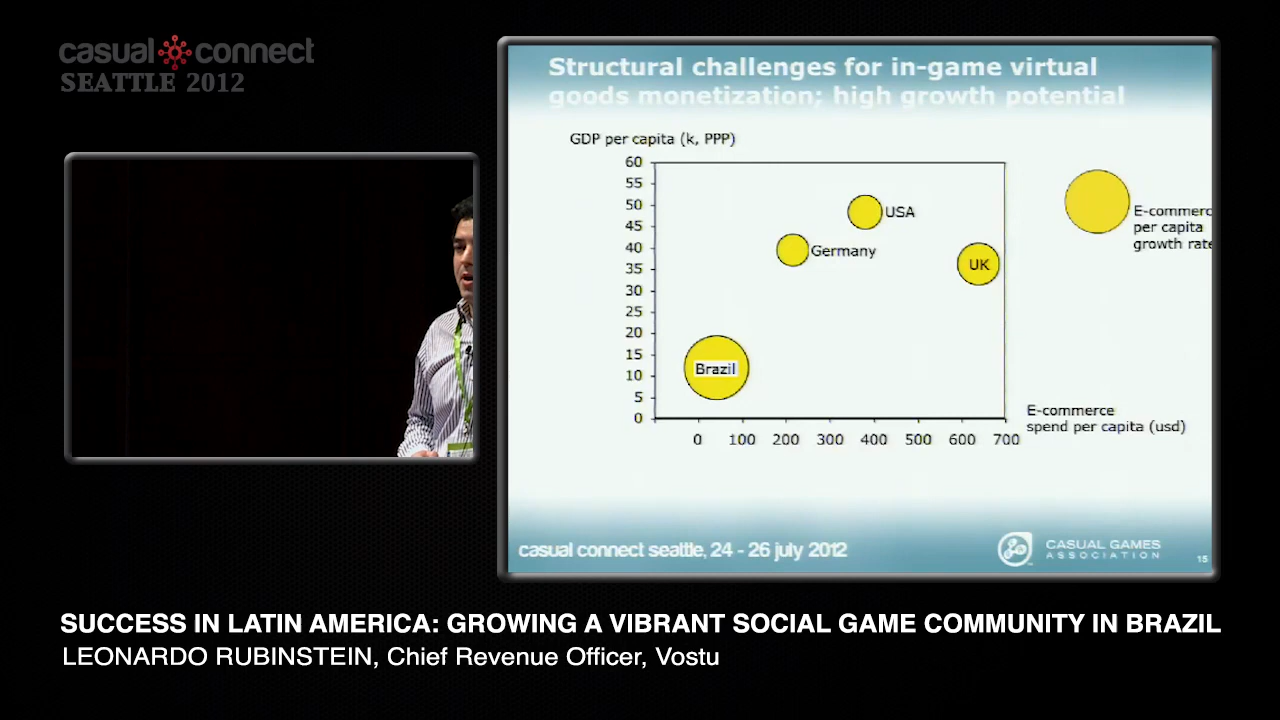 casual connect
SEATTLE 2012
Structural challenges for in-game virtual
goods monetization; high growth potential
GDP per capita (k, PPP)
60
55
50
45
40
35
30
25
20
15
10
5
0
USA
Germany
UK
Brazil
E-commerc
per capita
growth rate
E-commerce
spend per capita (usd)
0 100 200 300 400 500 600 700
casual connect seattle, 24 - 26 july 2012
CASUAL GAMES
ASSOCIATION
15
SUCCESS IN LATIN AMERICA: GROWING A VIBRANT SOCIAL GAME COMMUNITY IN BRAZIL
LEONARDO RUBINSTEIN, Chief Revenue Officer, Vostu